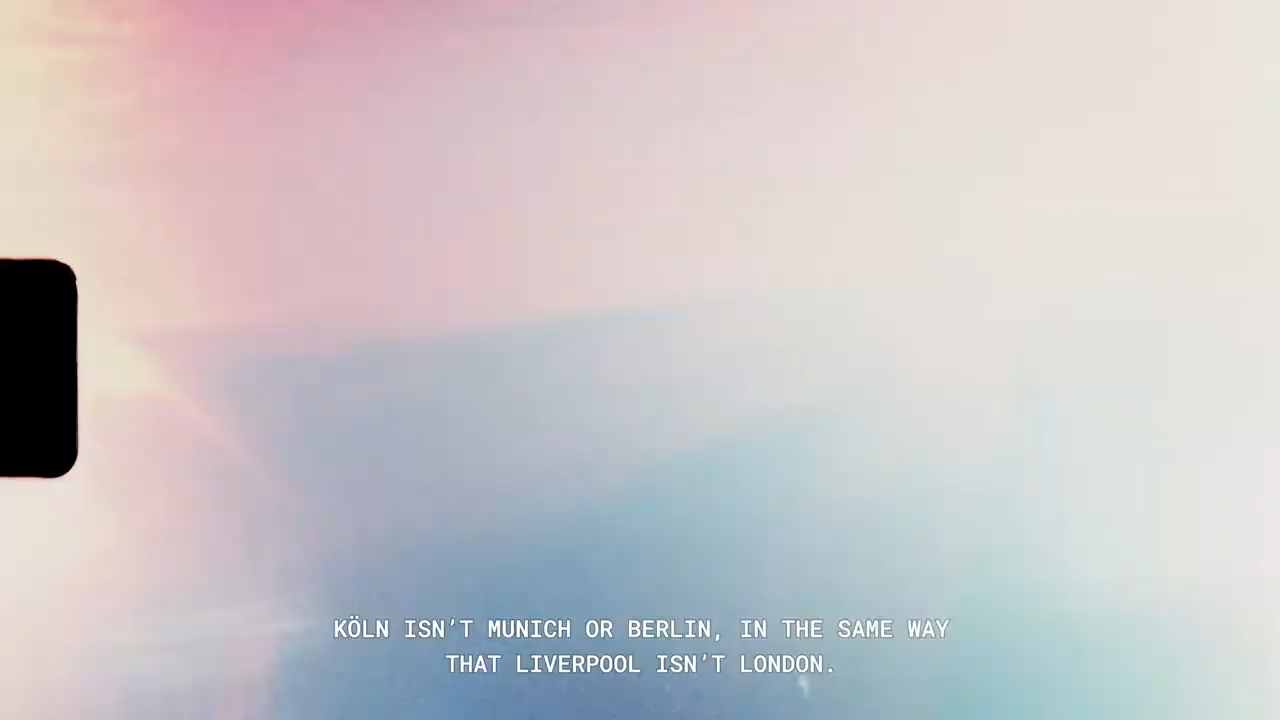 KÖLN ISN’T MUNICH OR BERLIN, IN THE SAME WAY
THAT LIVERPOOL ISN’T LONDON.